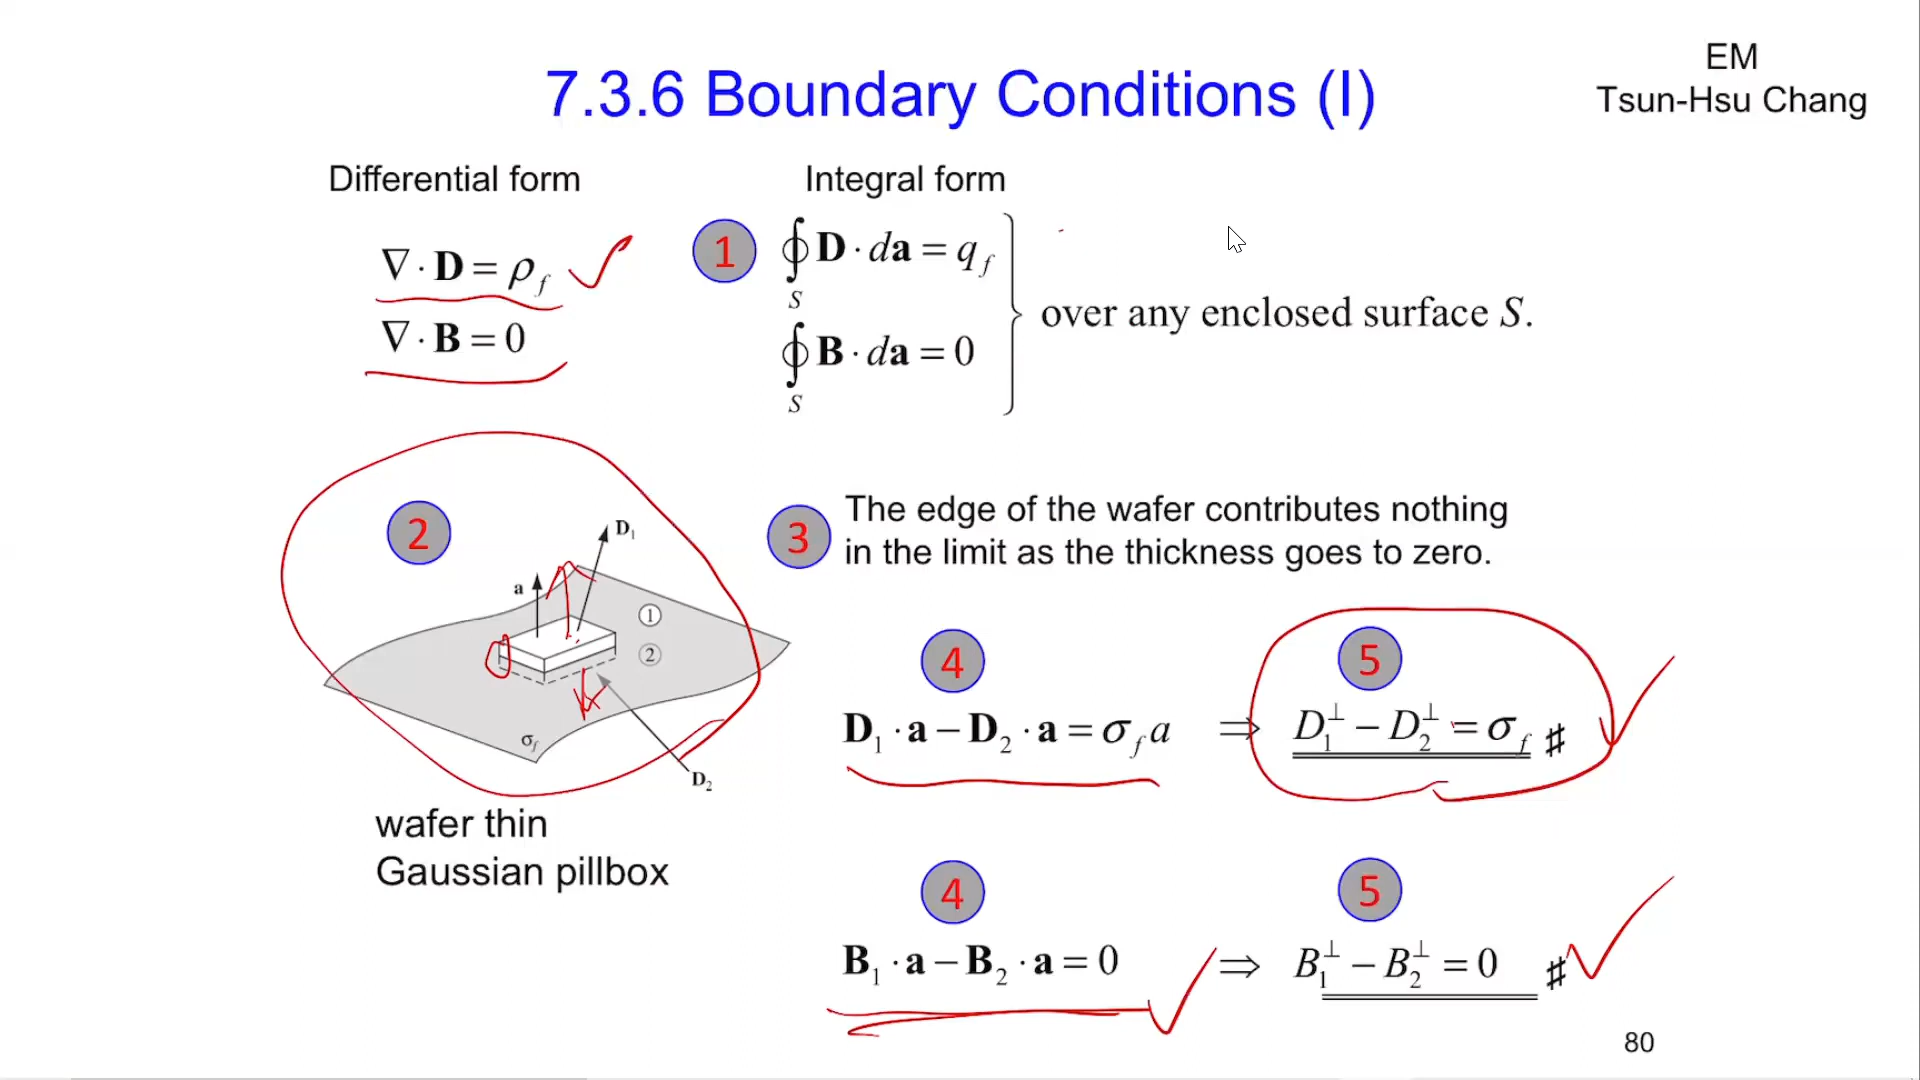 EM
Tsun-Hsu Chang
7.3.6 Boundary Conditions (I)
Differential form
Integral form
∇ · D = ρ_f
∇ · B = 0
1
∮_S D · da = q_f
∮_S B · da = 0
over any enclosed surface S.
2
D₁
a
1
2
σ_f
D₂
wafer thin
Gaussian pillbox
3
The edge of the wafer contributes nothing
in the limit as the thickness goes to zero.
4
5
D₁ · a − D₂ · a = σ_f a ⇒ D₁^⊥ − D₂^⊥ = σ_f #
4
5
B₁ · a − B₂ · a = 0 ⇒ B₁^⊥ − B₂^⊥ = 0 #
80